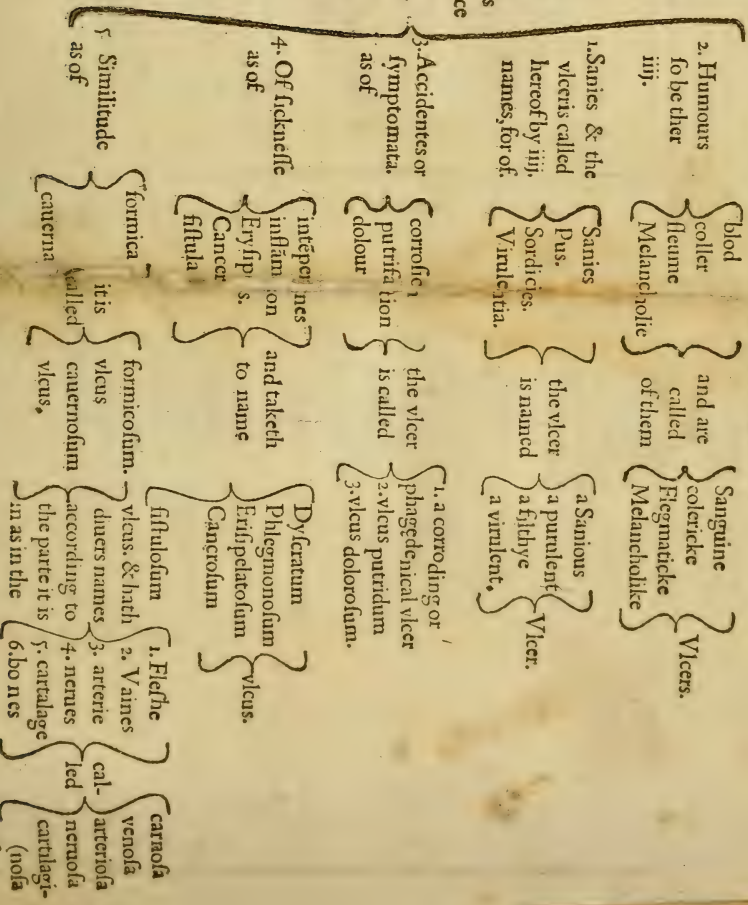 s
ce
2. Humours
ſo be ther
iiij.
blod
coller
fleume
Melancholie
and are
called
of them
Sanguine
colericke
Flegmaticke
Melancholike
Vlcers.
1. Sanies & the
vlceris called
hereof by iiij.
names, for of.
Sanies
Pus.
Sordicies.
Virulentia.
the vlcer
is named
a Sanious
a purulent
a filthye
a virulent.
Vlcer.
3. Accidentes or
ſymptomata.
as of
corroſion
putrifaction
dolour
the vlcer
is called
1. a corroding or
phagedenical vlcer
2. vlcus putridum
3. vlcus doloroſum.
4. Of ſickneſſe
as of
intēperines
inflāmation
Eryſip s.
Cancer
fiſtula
and taketh
to name
Dyſcratum
Phlegmonoſum
Eriſipelatoſum
Cancroſum
fiſtuloſum
vlcus.
5 Similitude
as of
formica
cauerna
it is
called
formicoſum.
vlcus
cauernoſum
vlcus.
vlcus. & hath
diuers names
according to
the parte it is
in as in the
1. Fleſhe
2. Vaines
3. arterie
4. nerues
5. cartalage
6. bones
cal-
led
carnoſa
venoſa
arterioſa
neruoſa
cartilagi-
(noſa